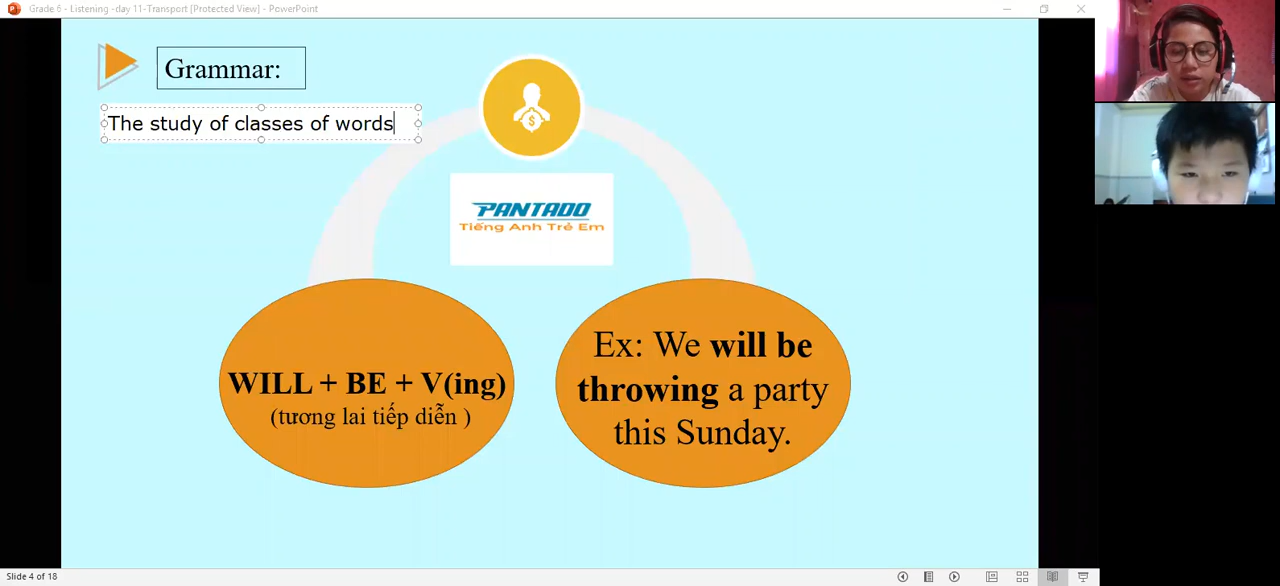 Grade 6 - Listening -day 11-Transport [Protected View] - PowerPoint
Grammar:
The study of classes of words
$
PANTADO
Tiếng Anh Trẻ Em
WILL + BE + V(ing)
(tương lai tiếp diễn )
Ex: We will be
throwing a party
this Sunday.
Slide 4 of 18